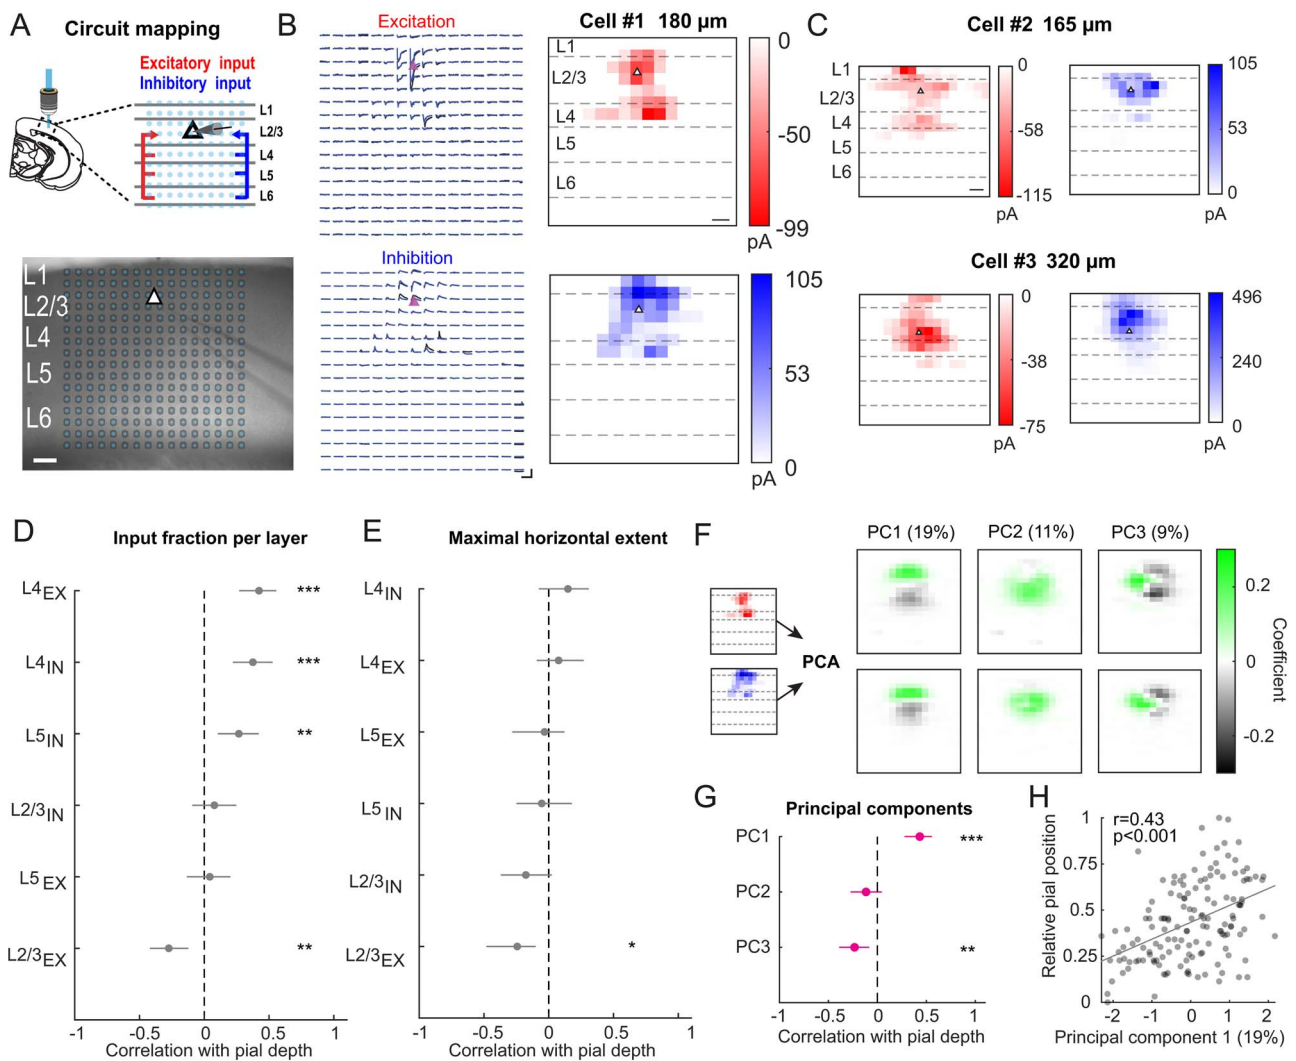 A
Circuit mapping
Excitatory input
Inhibitory input
L1
L2/3
L4
L5
L6
L1
L2/3
L4
L5
L6
B
Excitation
Inhibition
Cell #1 180 µm
L1
L2/3
L4
L5
L6
0
-50
-99
pA
105
53
0
pA
C
Cell #2 165 µm
L1
L2/3
L4
L5
L6
0
-58
-115
pA
105
53
0
pA
Cell #3 320 µm
0
-38
-75
pA
496
240
0
pA
D
Input fraction per layer
L4EX
***
L4IN
***
L5IN
**
L2/3IN
L5EX
L2/3EX
**
-1
-0.5
0
0.5
1
Correlation with pial depth
E
Maximal horizontal extent
L4IN
L4EX
L5EX
L5IN
L2/3IN
L2/3EX
*
-1
-0.5
0
0.5
1
Correlation with pial depth
F
PCA
PC1 (19%)
PC2 (11%)
PC3 (9%)
0.2
0
-0.2
Coefficient
G
Principal components
PC1
***
PC2
PC3
**
-1
0
1
Correlation with pial depth
H
r=0.43
p<0.001
Relative pial position
1
0.75
0.5
0.25
0
-2
-1
0
1
2
Principal component 1 (19%)